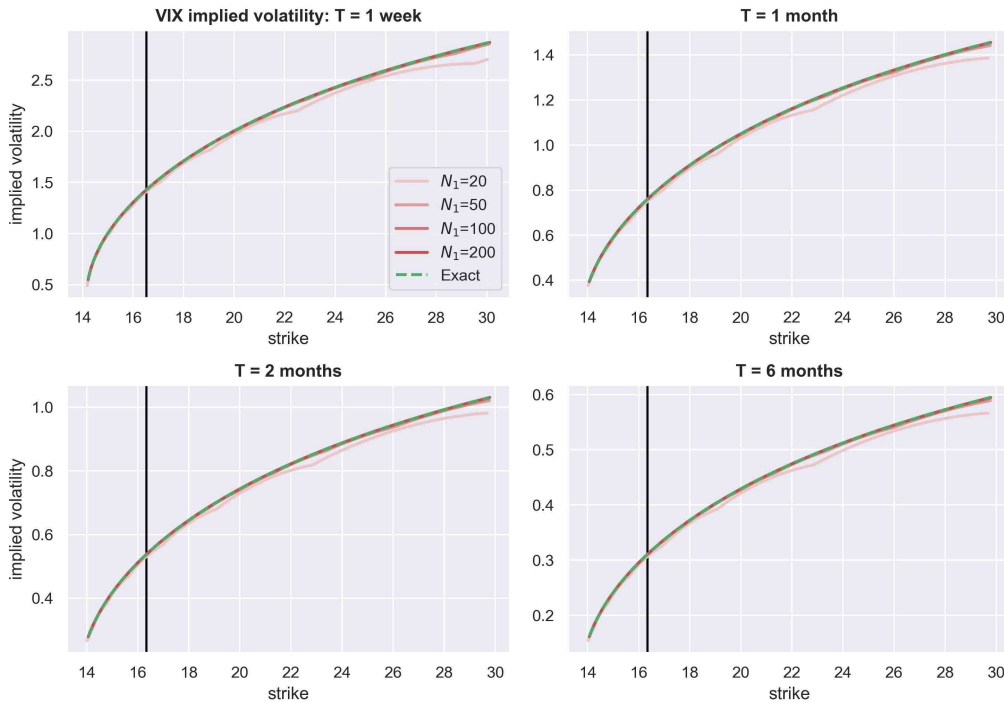 VIX implied volatility: T = 1 week
implied volatility
2.5
2.0
1.5
1.0
0.5
N₁=20
N₁=50
N₁=100
N₁=200
Exact
14 16 18 20 22 24 26 28 30
strike
T = 1 month
1.4
1.2
1.0
0.8
0.6
0.4
14 16 18 20 22 24 26 28 30
strike
T = 2 months
implied volatility
1.0
0.8
0.6
0.4
14 16 18 20 22 24 26 28 30
strike
T = 6 months
0.6
0.5
0.4
0.3
0.2
14 16 18 20 22 24 26 28 30
strike